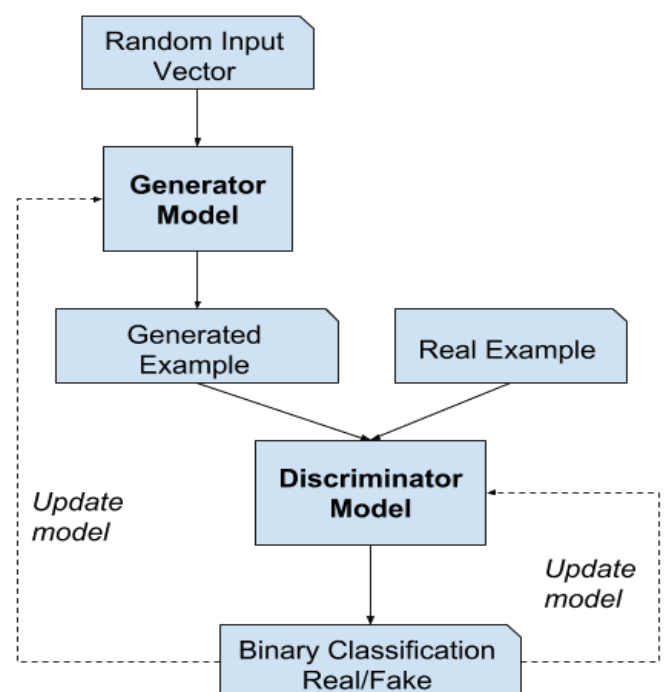 Random Input
Vector
Generator
Model
Generated
Example
Real Example
Discriminator
Model
Update
model
Update
model
Binary Classification
Real/Fake